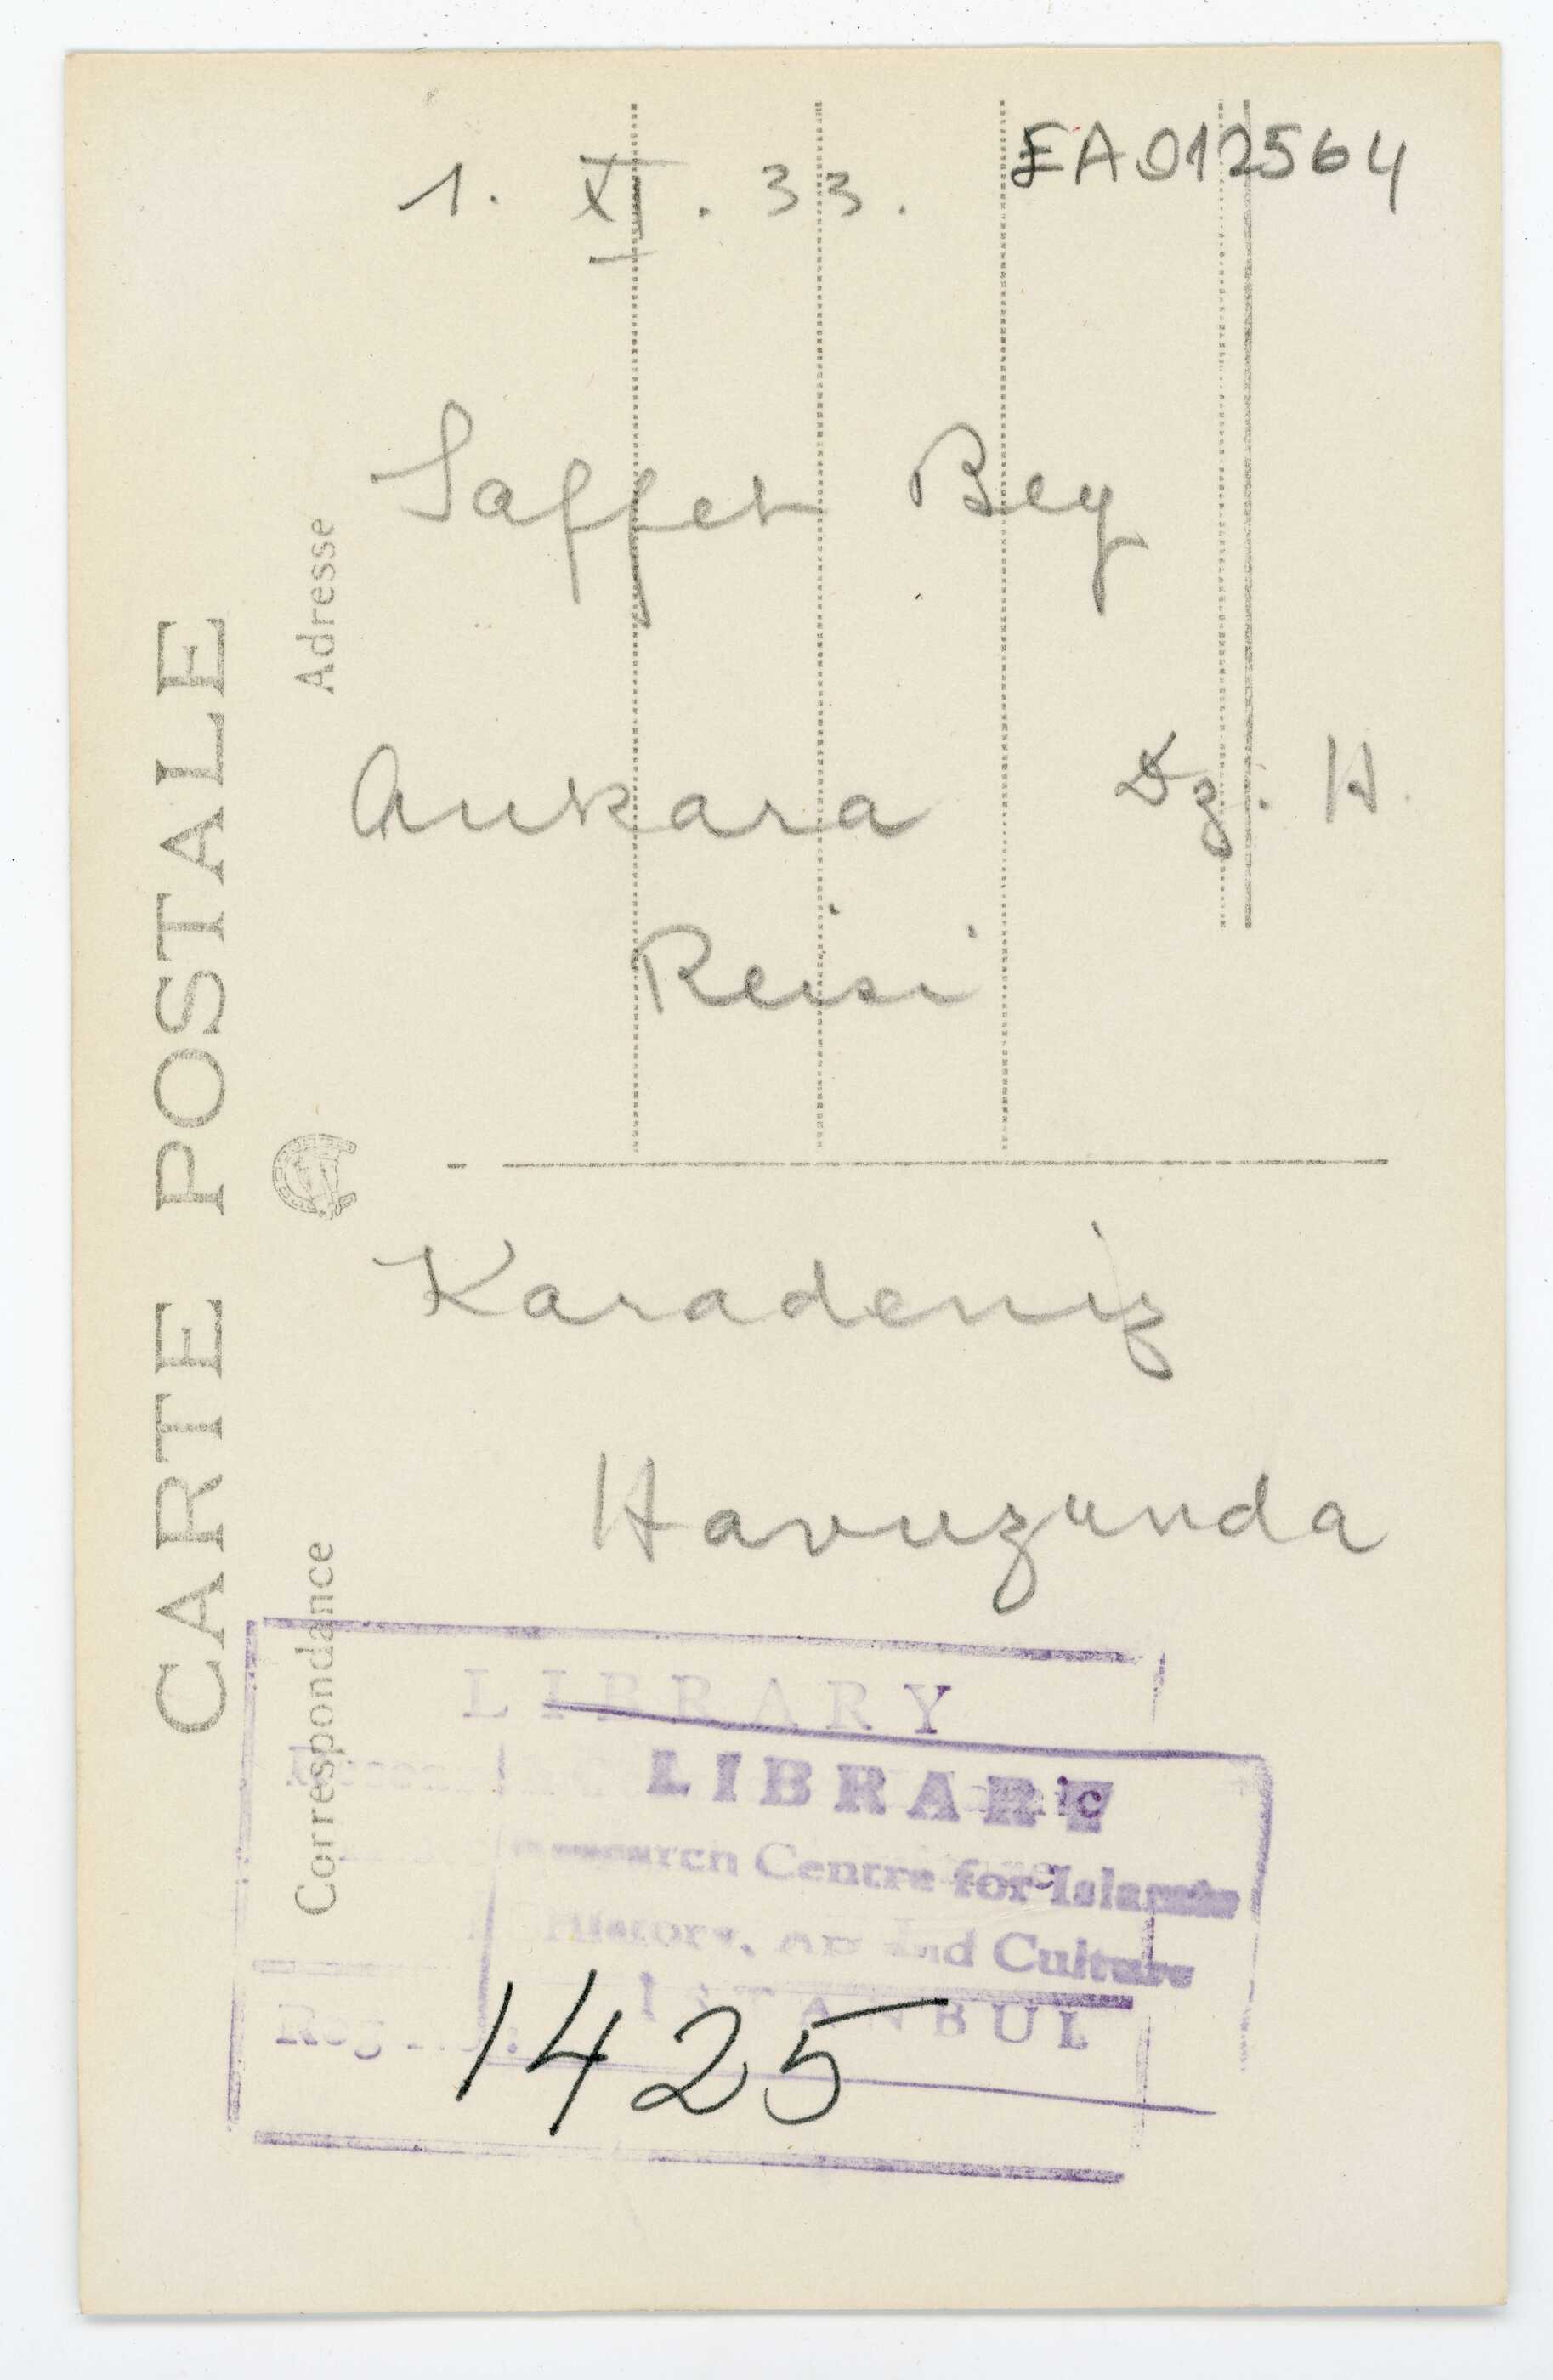 1. XI. 33.
EA012564
Saffet Bey
Ankara Dz. H.
Reisi
Karadeniz
Havuzunda
CARTE POSTALE
Adresse
Correspondance
LIBRARY
LIBRARY
Research Centre for Islamic
History, Art and Culture
ISTANBUL
1425